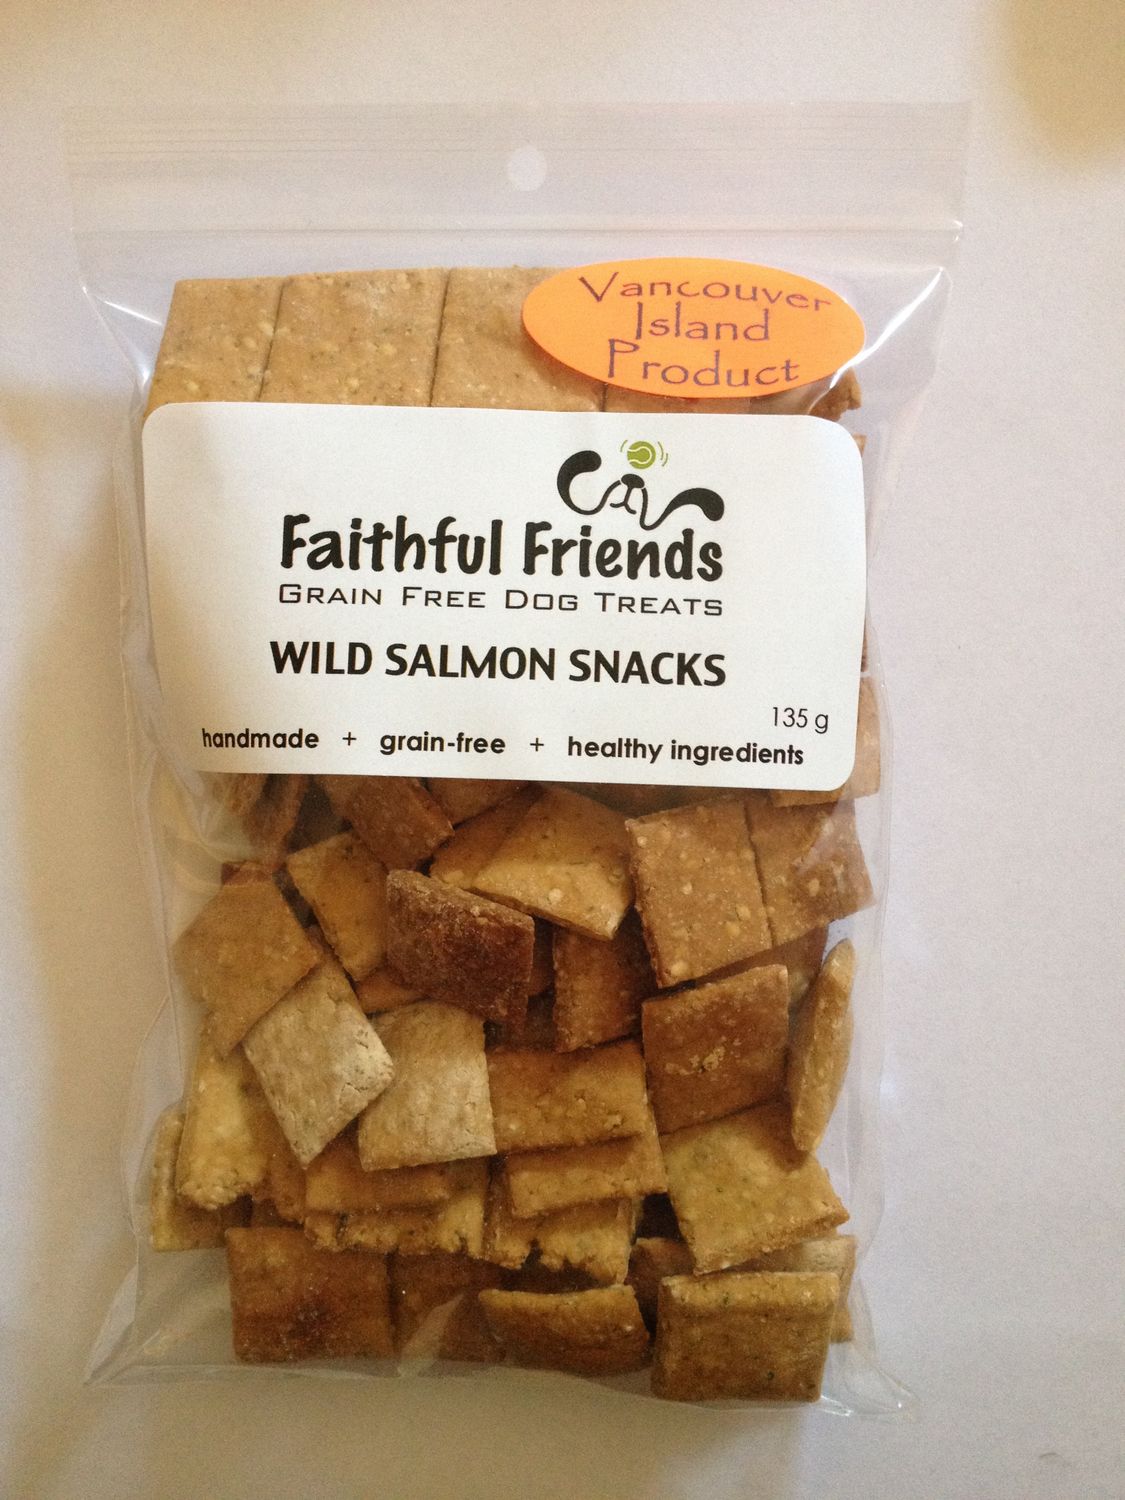 Vancouver
Island
Product
Faithful Friends
GRAIN FREE DOG TREATS
WILD SALMON SNACKS
135 g
handmade + grain-free + healthy ingredients